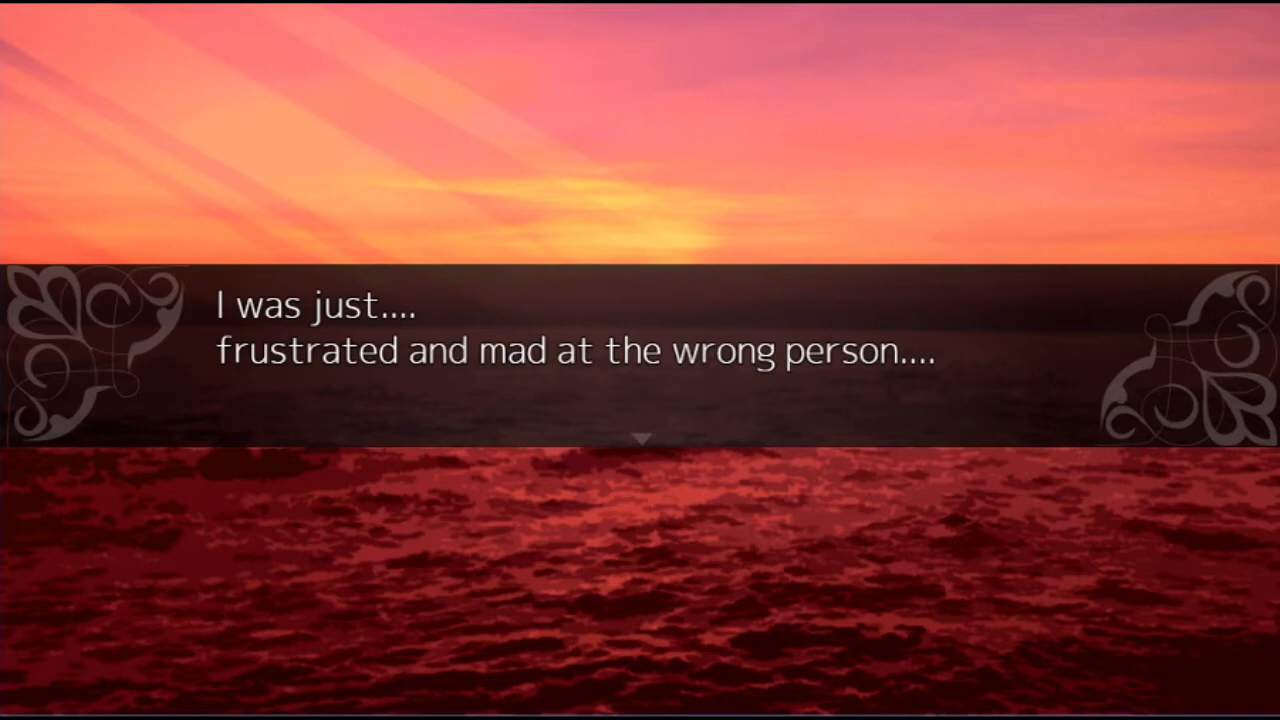 I was just....
frustrated and mad at the wrong person....